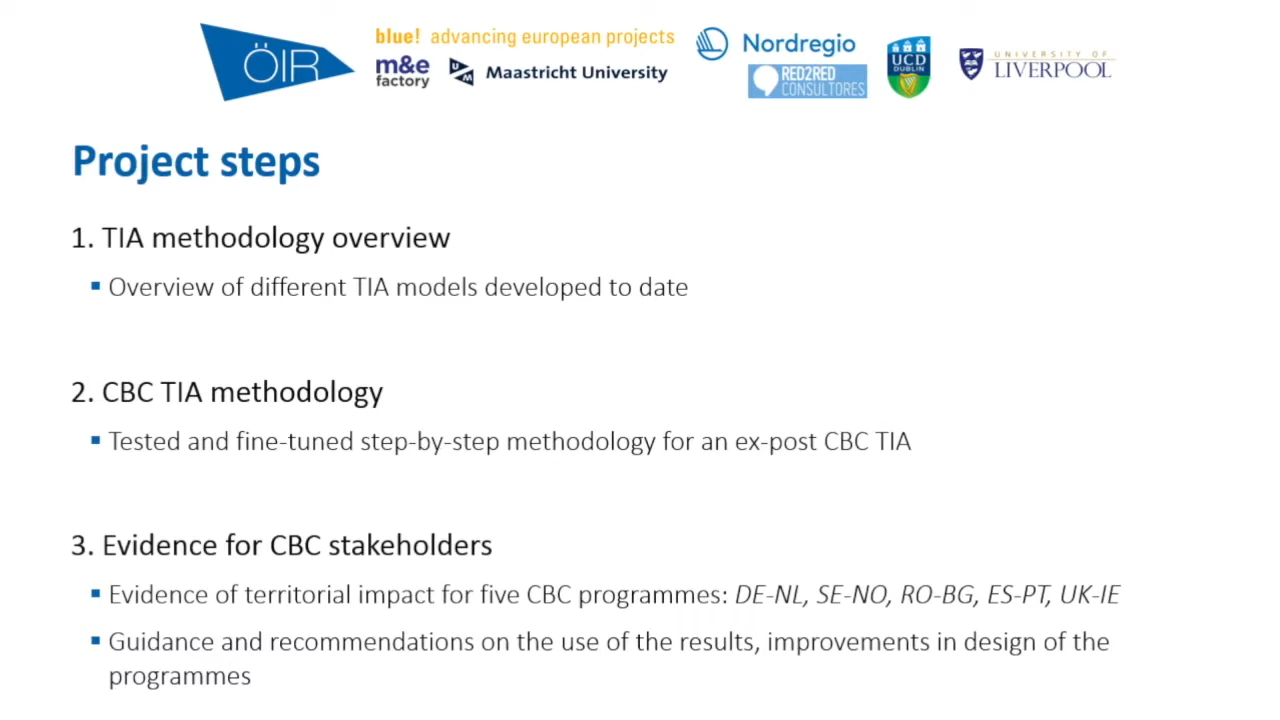 ÖIR
blue! advancing european projects
m&e
factory
UM
Maastricht University
Nordregio
RED2RED
CONSULTORES
UCD
DUBLIN
UNIVERSITY OF
LIVERPOOL
Project steps
1. TIA methodology overview
▪ Overview of different TIA models developed to date
2. CBC TIA methodology
▪ Tested and fine-tuned step-by-step methodology for an ex-post CBC TIA
3. Evidence for CBC stakeholders
▪ Evidence of territorial impact for five CBC programmes: DE-NL, SE-NO, RO-BG, ES-PT, UK-IE
▪ Guidance and recommendations on the use of the results, improvements in design of the
programmes